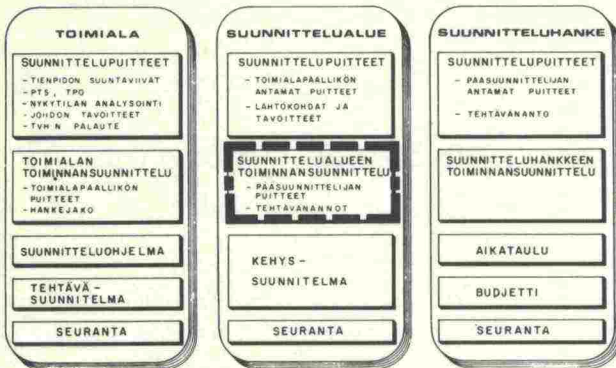 TOIMIALA
SUUNNITTELUPUITTEET
- TIENPIDON SUUNTAVIIVAT
- PTS, TPO
- NYKYTILAN ANALYSOINTI
- JOHDON TAVOITTEET
- TVH:N PALAUTE
TOIMIALAN
TOIMINNANSUUNNITTELU
- TOIMIALAPÄÄLLIKÖN
PUITTEET
- HANKEJAKO
SUUNNITTELUOHJELMA
TEHTÄVÄ-
SUUNNITELMA
SEURANTA
SUUNNITTELUALUE
SUUNNITTELUPUITTEET
- TOIMIALAPÄÄLLIKÖN
ANTAMAT PUITTEET
- LÄHTÖKOHDAT JA
TAVOITTEET
SUUNNITTELUALUEEN
TOIMINNANSUUNNITTELU
- PÄÄSUUNNITTELIJAN
PUITTEET
- TEHTÄVÄNANNOT
KEHYS-
SUUNNITELMA
SEURANTA
SUUNNITTELUHANKE
SUUNNITTELUPUITTEET
- PÄÄSUUNNITTELIJAN
ANTAMAT PUITTEET
- TEHTÄVÄNANTO
SUUNNITTELUHANKKEEN
TOIMINNANSUUNNITTELU
AIKATAULU
BUDJETTI
SEURANTA